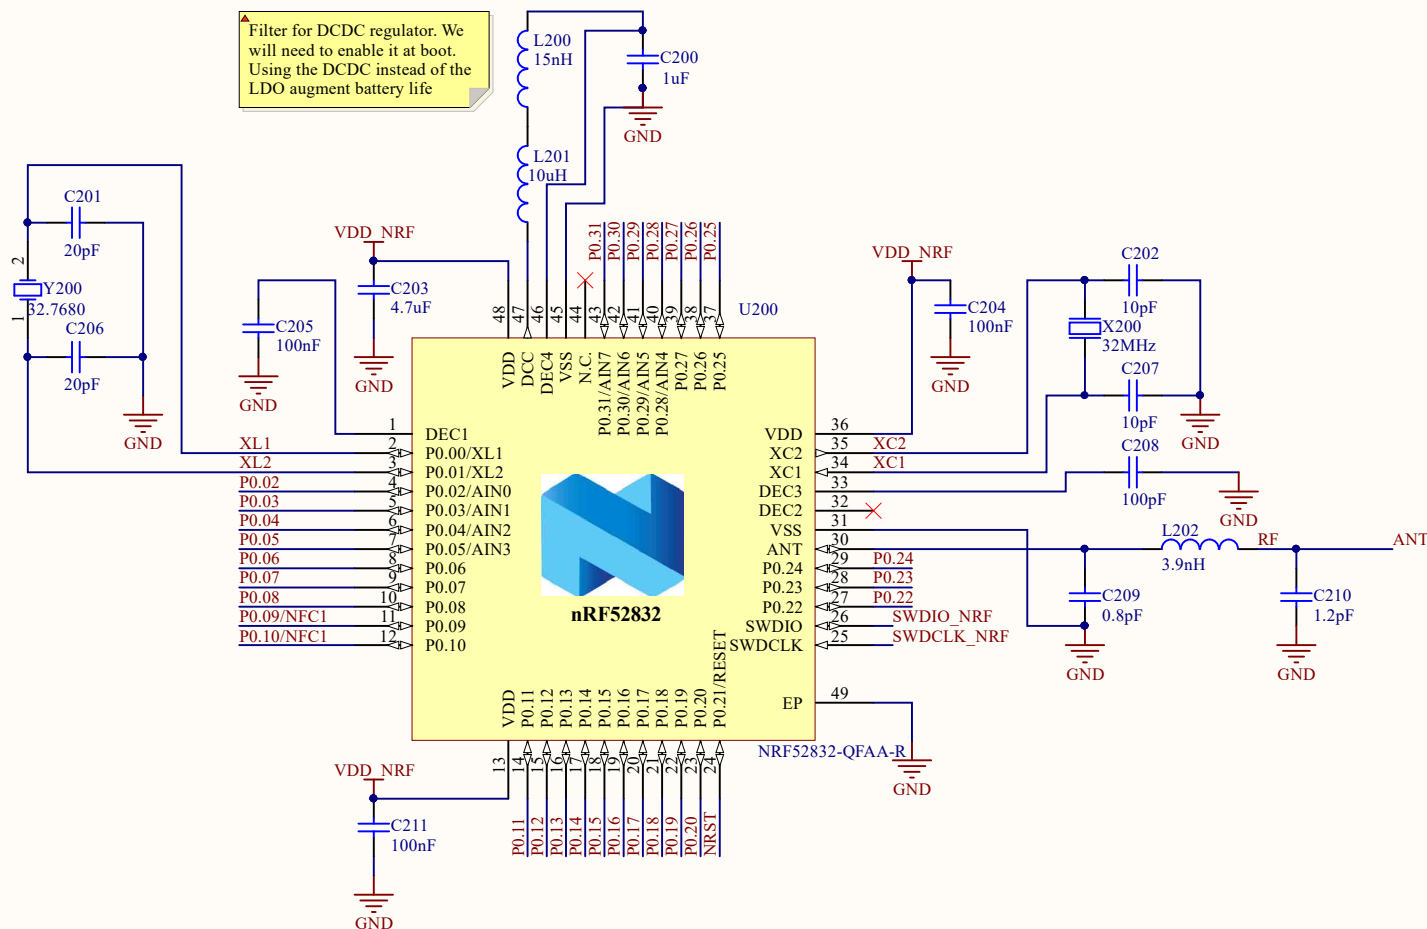 Filter for DCDC regulator. We
will need to enable it at boot.
Using the DCDC instead of the
LDO augment battery life
L200
15nH
C200
1uF
GND
L201
10uH
C201
20pF
2
Y200
32.7680
1
C206
20pF
GND
VDD_NRF
C203
4.7uF
GND
C205
100nF
GND
P0.31
P0.30
P0.29
P0.28
P0.27
P0.26
P0.25
48
47
46
45
44
43
42
41
40
39
38
37
U200
VDD
DCC
DEC4
VSS
N.C.
P0.31/AIN7
P0.30/AIN6
P0.29/AIN5
P0.28/AIN4
P0.27
P0.26
P0.25
VDD_NRF
C204
100nF
GND
C202
10pF
X200
32MHz
C207
10pF
GND
C208
100pF
GND
1 DEC1
XL1 2 P0.00/XL1
XL2 3 P0.01/XL2
P0.02 4 P0.02/AIN0
P0.03 5 P0.03/AIN1
P0.04 6 P0.04/AIN2
P0.05 7 P0.05/AIN3
P0.06 8 P0.06
P0.07 9 P0.07
P0.08 10 P0.08
P0.09/NFC1 11 P0.09
P0.10/NFC1 12 P0.10
nRF52832
VDD 36
XC2 35 XC2
XC1 34 XC1
DEC3 33
DEC2 32
VSS 31
ANT 30
P0.24 29 P0.24
P0.23 28 P0.23
P0.22 27 P0.22
SWDIO 26 SWDIO_NRF
SWDCLK 25 SWDCLK_NRF
EP 49
GND
L202
3.9nH
RF
ANT
C209
0.8pF
GND
C210
1.2pF
GND
VDD
P0.11
P0.12
P0.13
P0.14
P0.15
P0.16
P0.17
P0.18
P0.19
P0.20
P0.21/RESET
NRF52832-QFAA-R
13
14
15
16
17
18
19
20
21
22
23
24
P0.11
P0.12
P0.13
P0.14
P0.15
P0.16
P0.17
P0.18
P0.19
P0.20
NRST
VDD_NRF
C211
100nF
GND